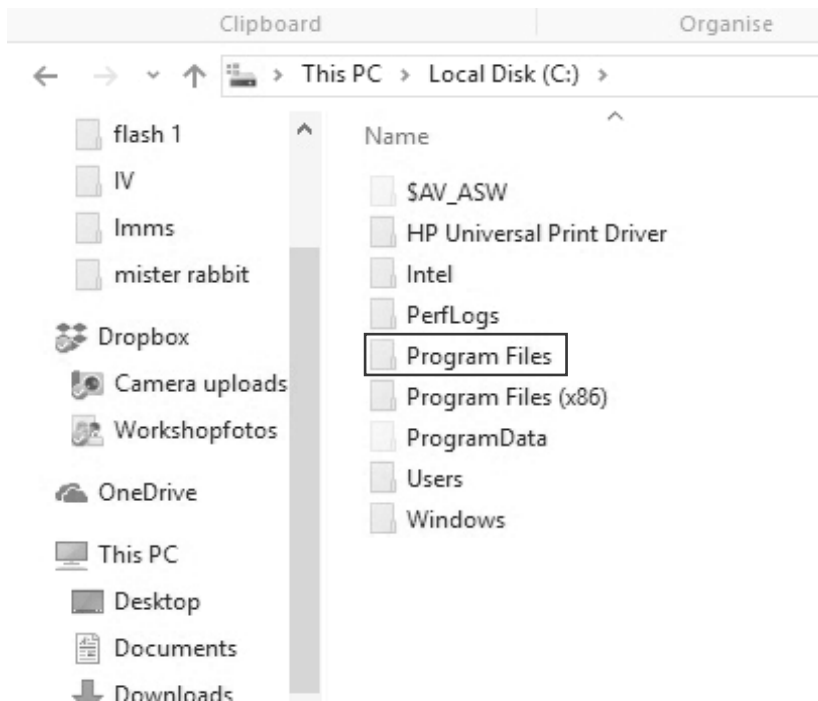 Clipboard
Organise
This PC > Local Disk (C:) >
flash 1
IV
lmms
mister rabbit
Dropbox
Camera uploads
Workshopfotos
OneDrive
This PC
Desktop
Documents
Downloads
Name
$AV_ASW
HP Universal Print Driver
Intel
PerfLogs
Program Files
Program Files (x86)
ProgramData
Users
Windows